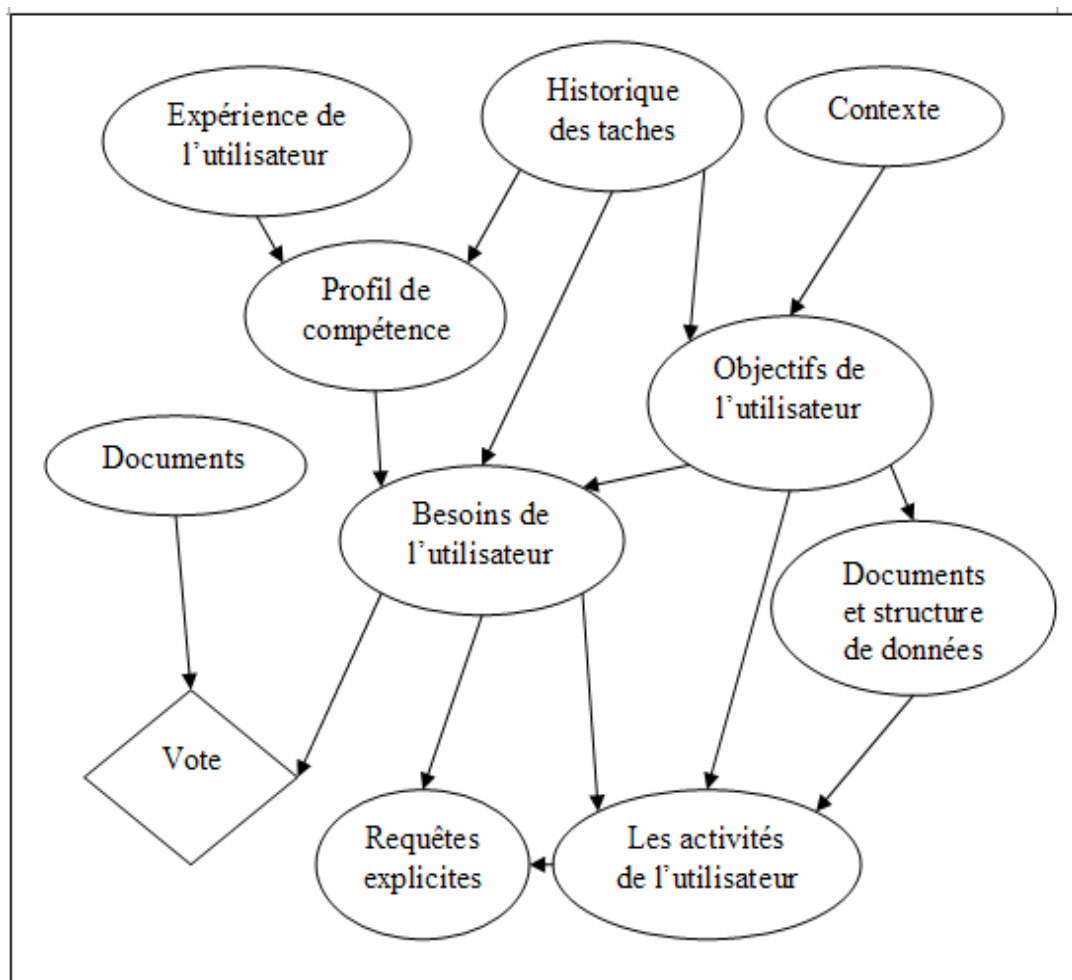 Expérience de
l'utilisateur
Historique
des taches
Contexte
Profil de
compétence
Objectifs de
l'utilisateur
Documents
Besoins de
l'utilisateur
Documents
et structure
de données
Vote
Requêtes
explicites
Les activités
de l'utilisateur